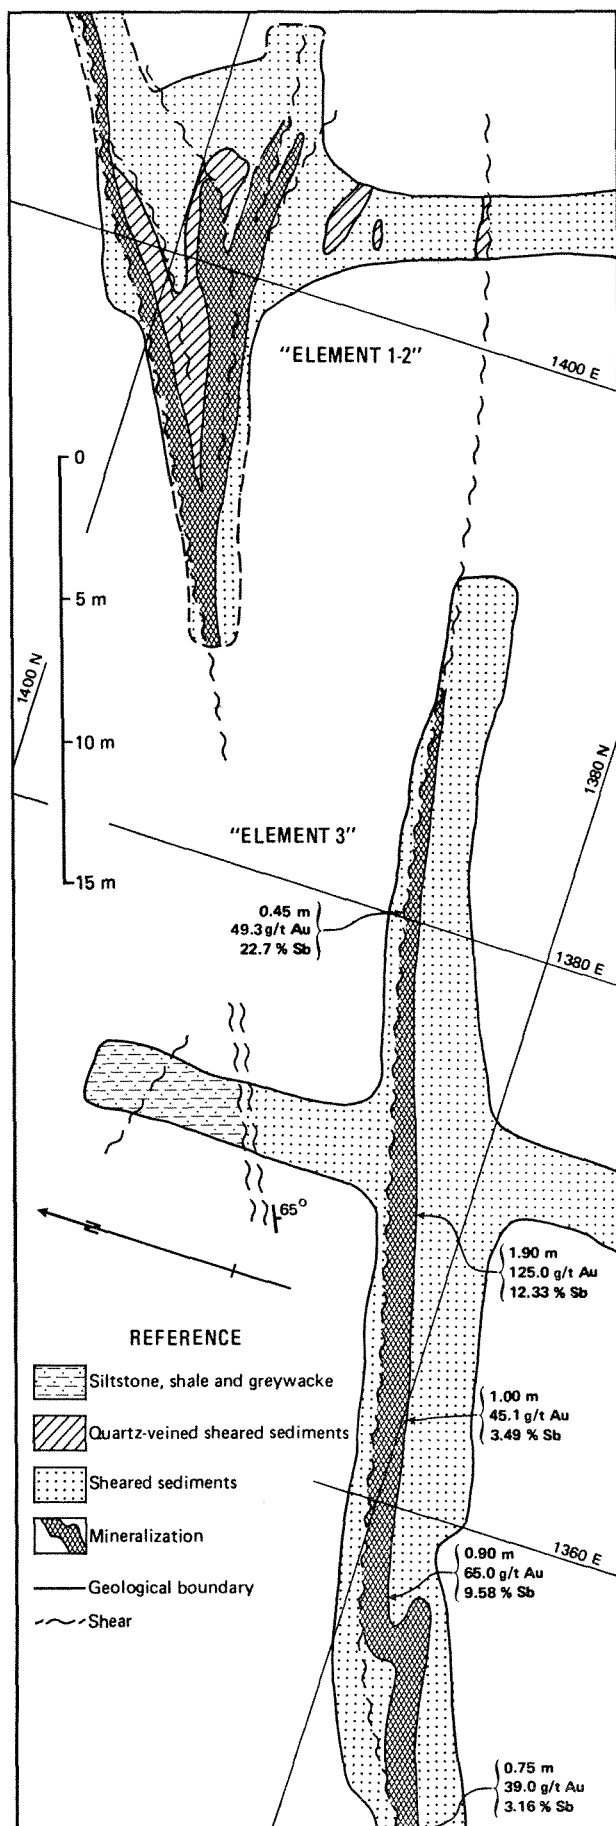 "ELEMENT 1-2"
1400 E
0
5 m
1400 N
10 m
1380 N
"ELEMENT 3"
15 m
0.45 m
49.3 g/t Au
22.7 % Sb
1380 E
65°
N
1.90 m
125.0 g/t Au
12.33 % Sb
REFERENCE
Siltstone, shale and greywacke
Quartz-veined sheared sediments
Sheared sediments
Mineralization
Geological boundary
Shear
1.00 m
45.1 g/t Au
3.49 % Sb
1360 E
0.90 m
65.0 g/t Au
9.58 % Sb
0.75 m
39.0 g/t Au
3.16 % Sb